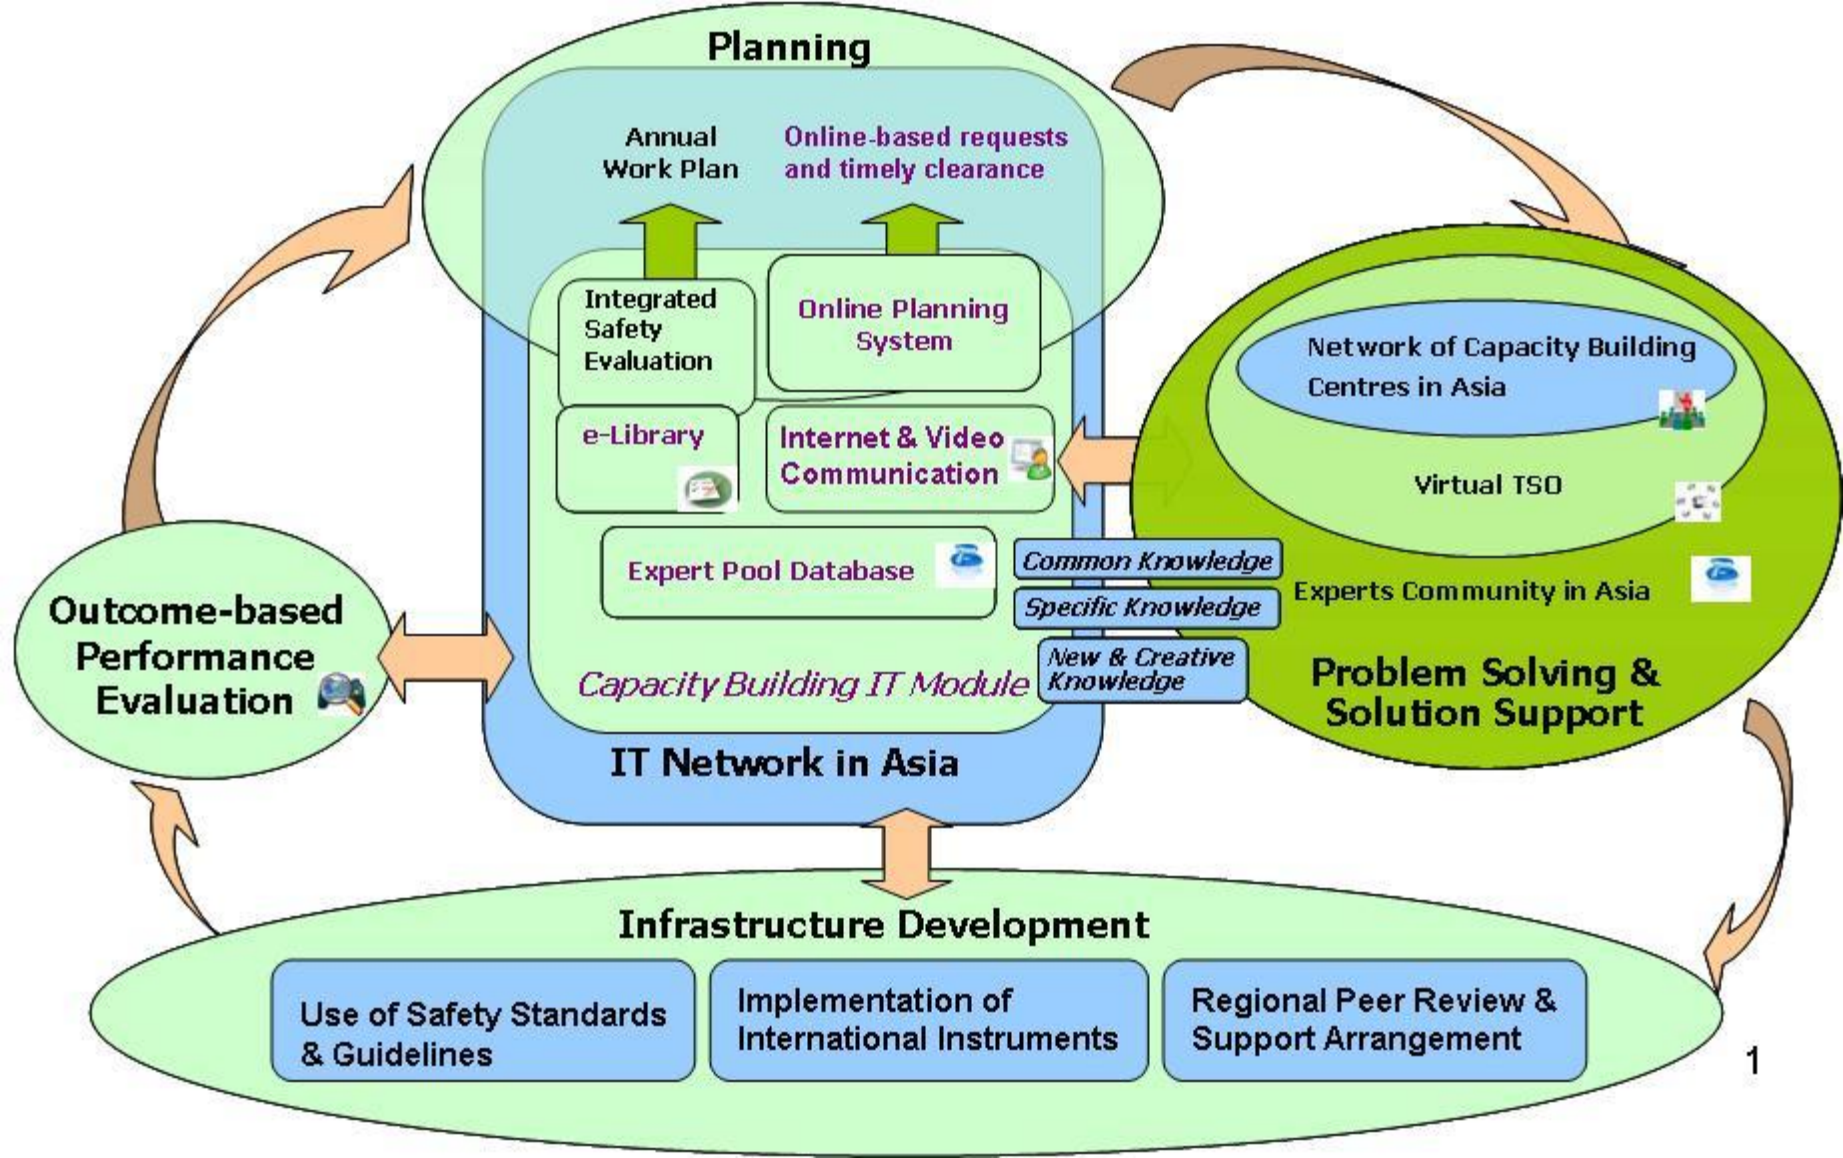 Planning
Annual
Work Plan
Online-based requests
and timely clearance
Integrated
Safety
Evaluation
Online Planning
System
e-Library
Internet & Video
Communication
Expert Pool Database
Capacity Building IT Module
IT Network in Asia
Common Knowledge
Specific Knowledge
New & Creative
Knowledge
Network of Capacity Building
Centres in Asia
Virtual TSO
Experts Community in Asia
Problem Solving &
Solution Support
Outcome-based
Performance
Evaluation
Infrastructure Development
Use of Safety Standards
& Guidelines
Implementation of
International Instruments
Regional Peer Review &
Support Arrangement
1